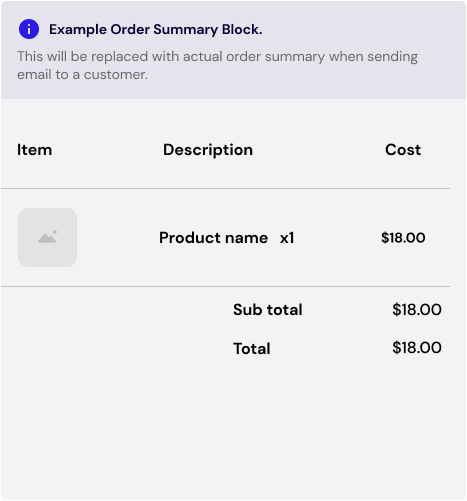 Example Order Summary Block.
This will be replaced with actual order summary when sending
email to a customer.
Item Description Cost
Product name x1 $18.00
Sub total $18.00
Total $18.00